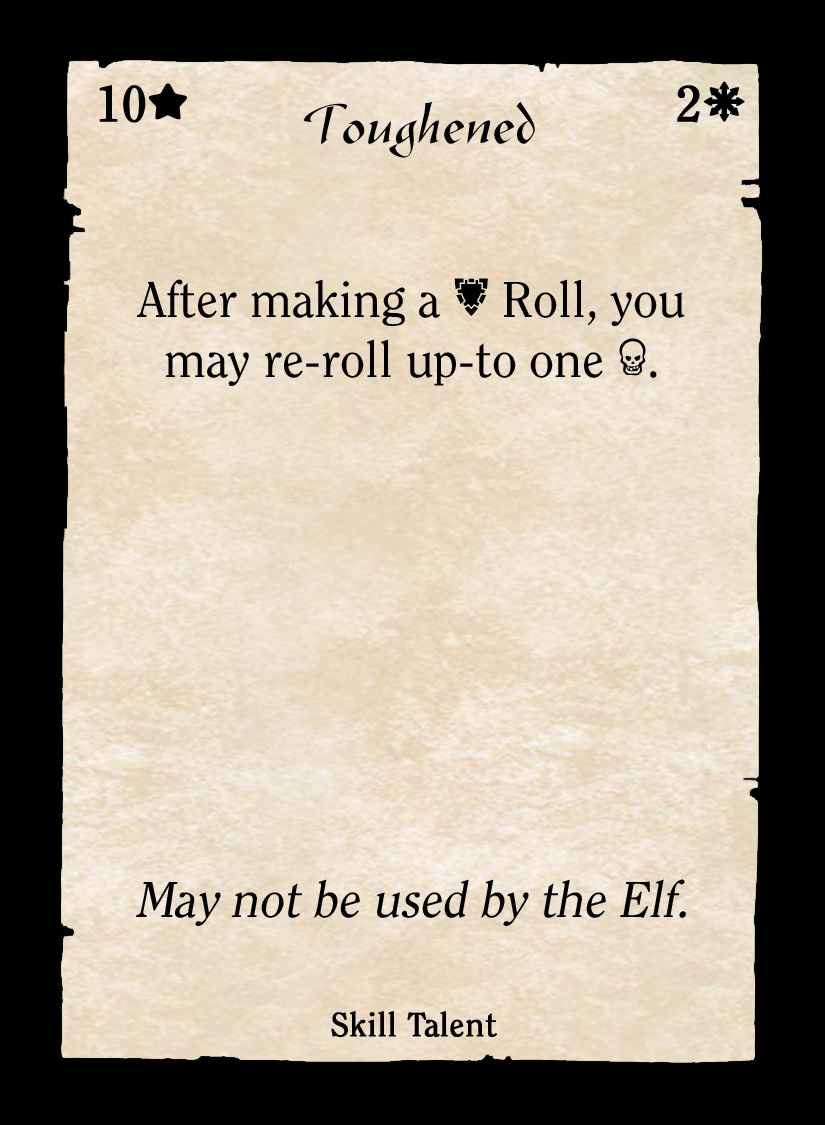 10★ Toughened 2
After making a Roll, you
may re-roll up-to one .
May not be used by the Elf.
Skill Talent